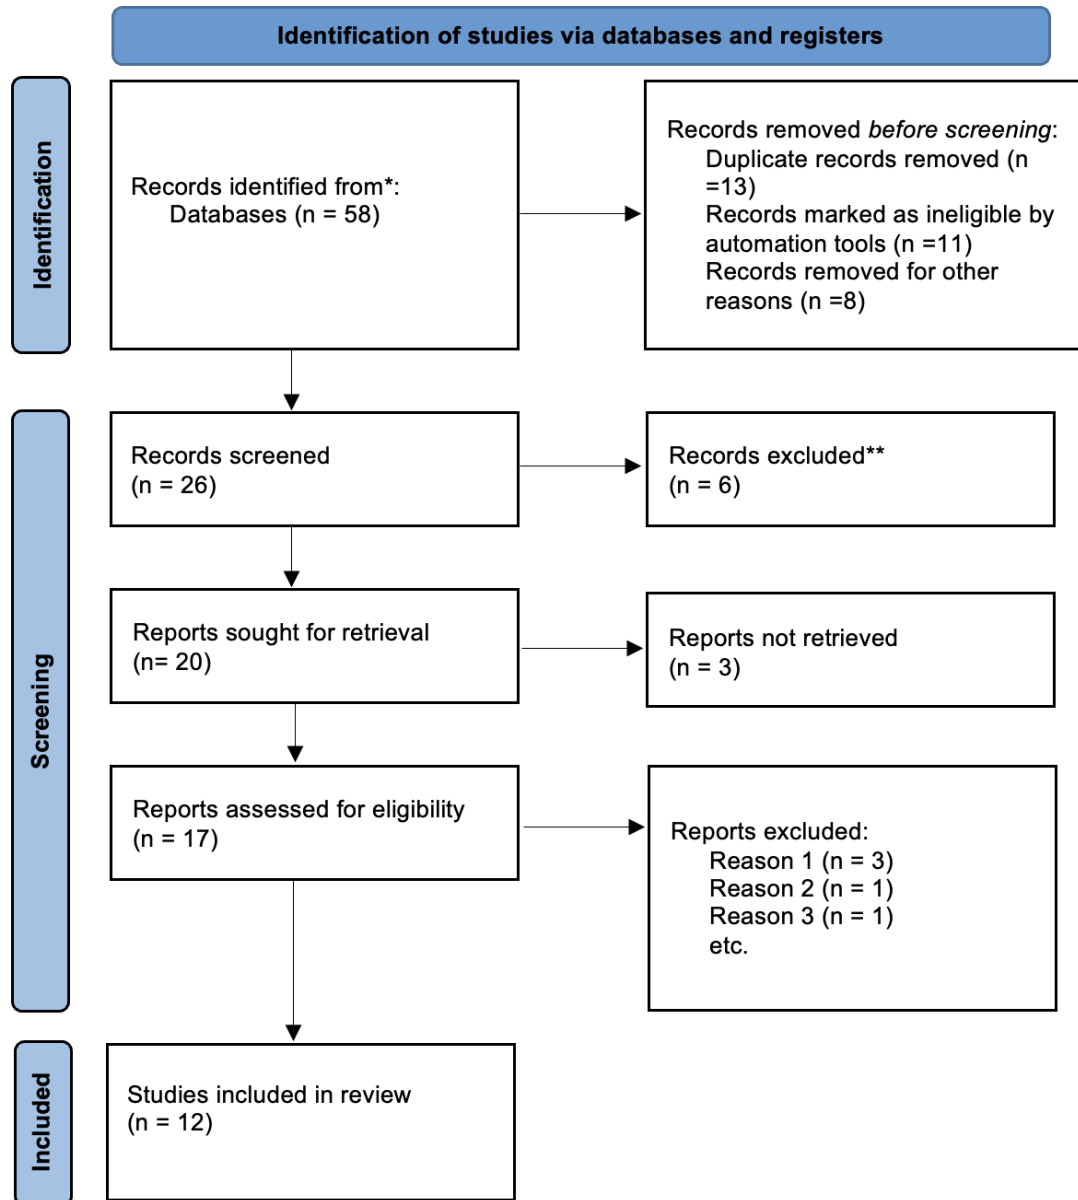 Identification of studies via databases and registers
Identification
Records identified from*:
Databases (n = 58)
Records removed before screening:
Duplicate records removed (n
=13)
Records marked as ineligible by
automation tools (n =11)
Records removed for other
reasons (n =8)
Screening
Records screened
(n = 26)
Records excluded**
(n = 6)
Reports sought for retrieval
(n= 20)
Reports not retrieved
(n = 3)
Reports assessed for eligibility
(n = 17)
Reports excluded:
Reason 1 (n = 3)
Reason 2 (n = 1)
Reason 3 (n = 1)
etc.
Included
Studies included in review
(n = 12)